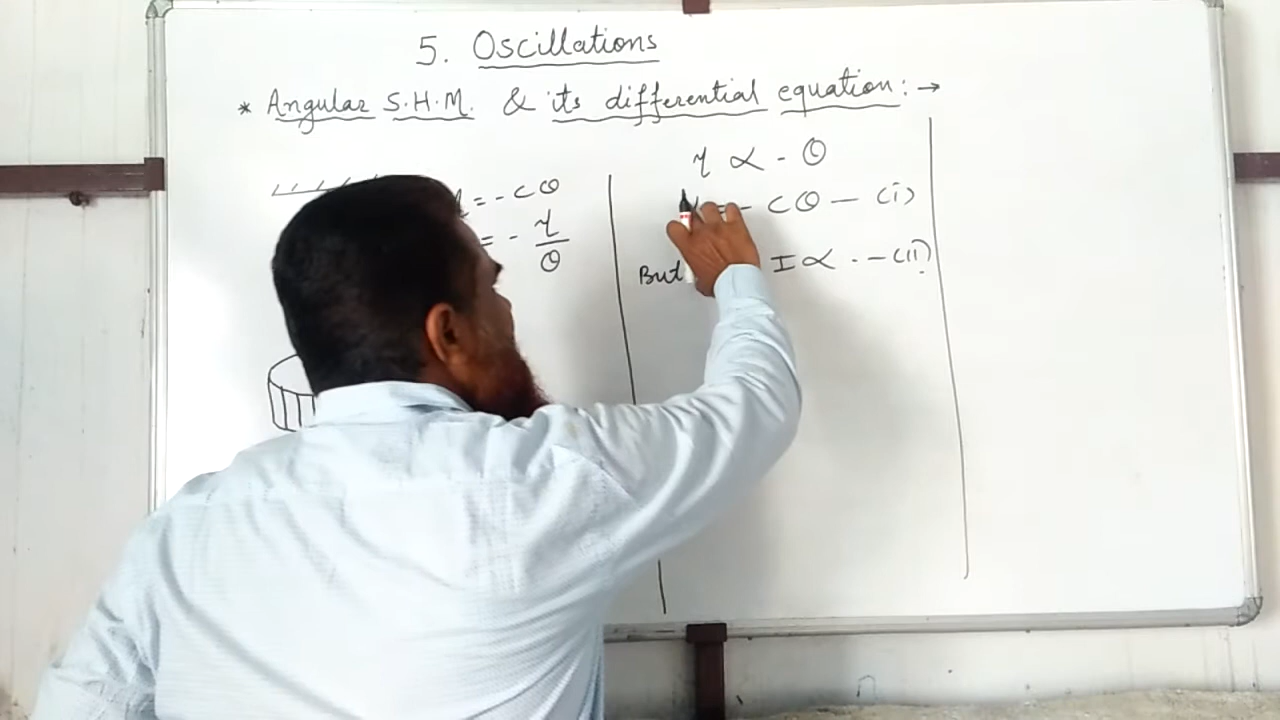 5. Oscillations
* Angular S.H.M. & its differential equation :→
= - cθ
= - τ/θ
τ ∝ - θ
= - cθ — (i)
But I α . — (ii)